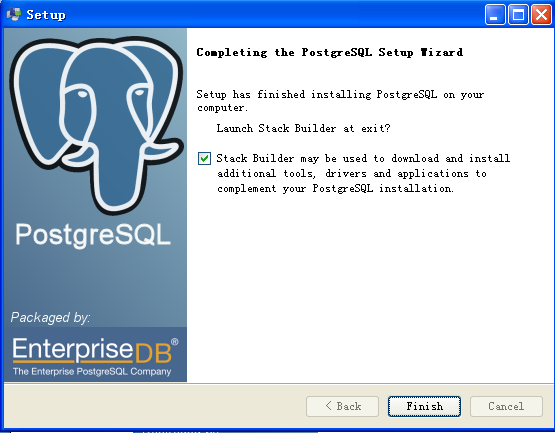 Setup
Completing the PostgreSQL Setup Wizard
Setup has finished installing PostgreSQL on your
computer.
Launch Stack Builder at exit?
Stack Builder may be used to download and install
additional tools, drivers and applications to
complement your PostgreSQL installation.
PostgreSQL
Packaged by:
EnterpriseDB®
The Enterprise PostgreSQL Company
< Back
Finish
Cancel